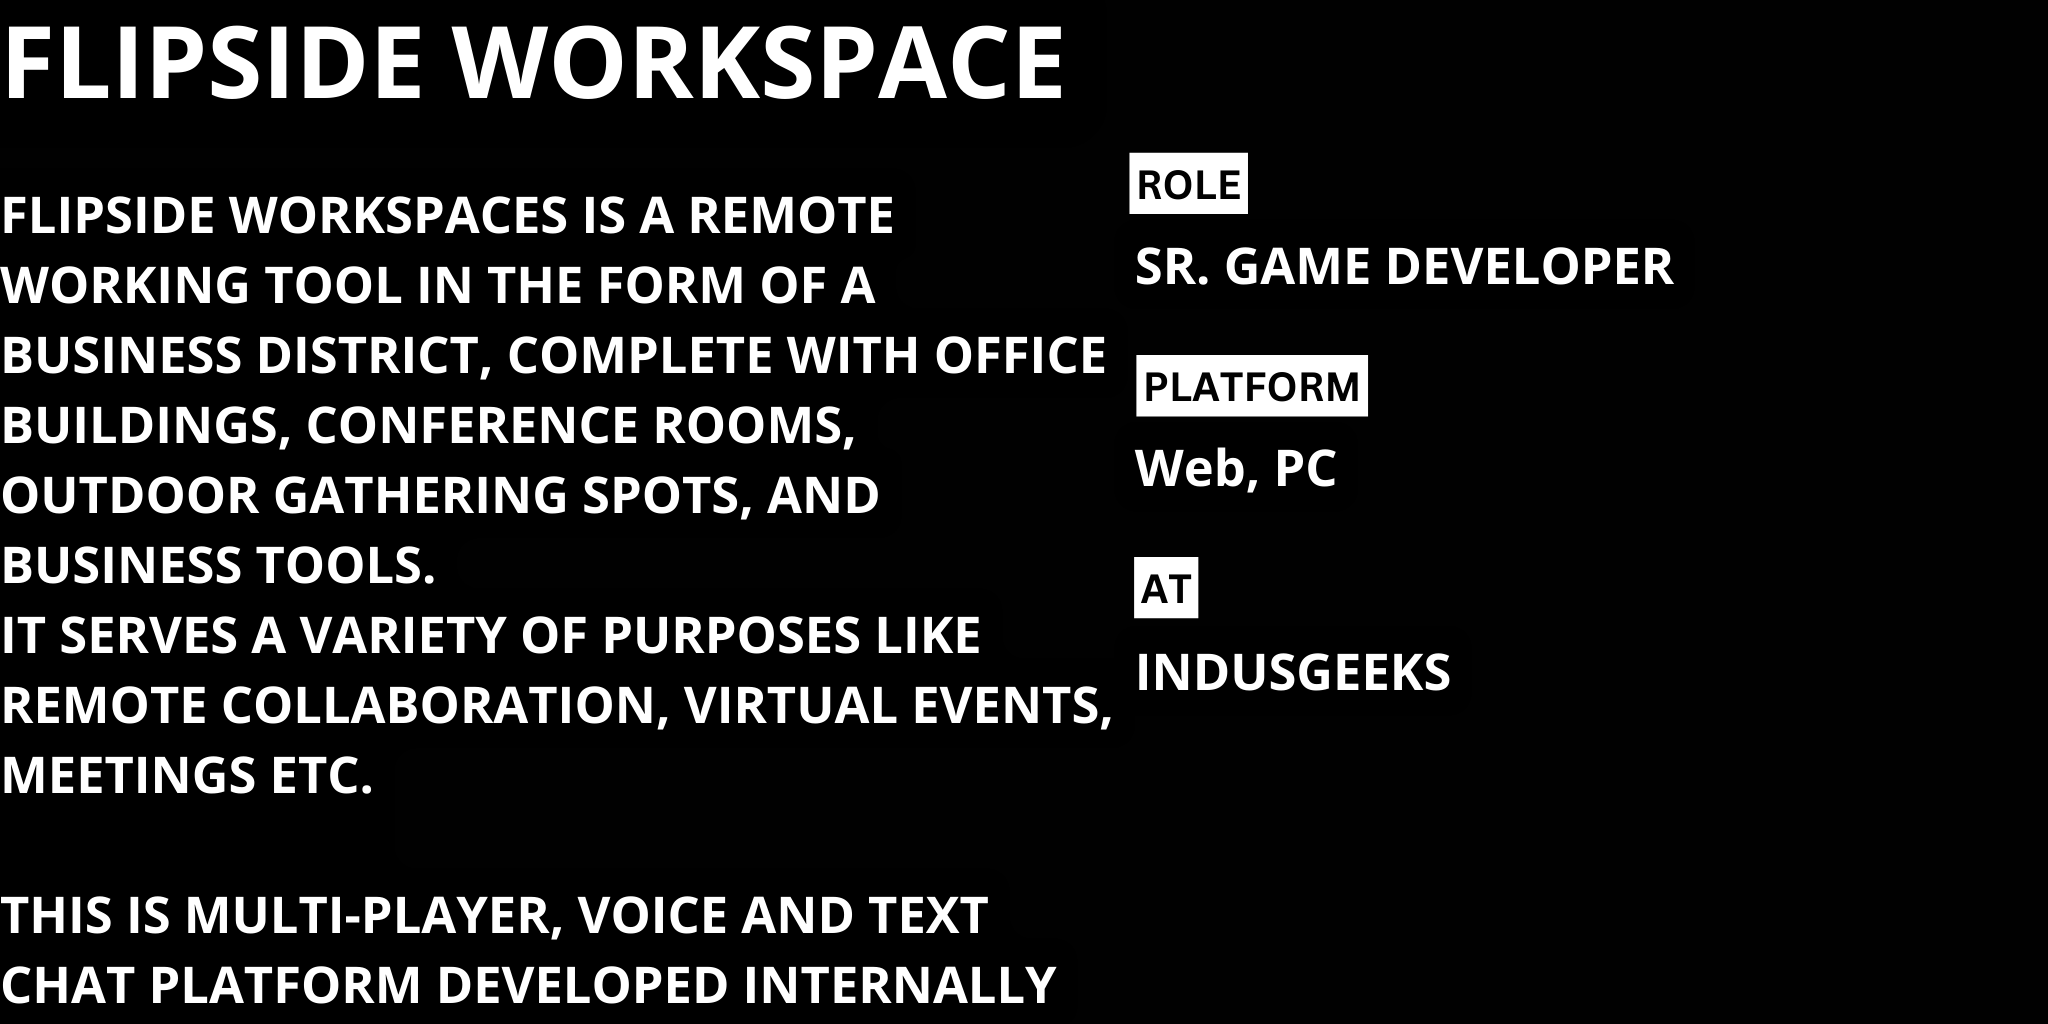 FLIPSIDE WORKSPACE
FLIPSIDE WORKSPACES IS A REMOTE
WORKING TOOL IN THE FORM OF A
BUSINESS DISTRICT, COMPLETE WITH OFFICE
BUILDINGS, CONFERENCE ROOMS,
OUTDOOR GATHERING SPOTS, AND
BUSINESS TOOLS.
IT SERVES A VARIETY OF PURPOSES LIKE
REMOTE COLLABORATION, VIRTUAL EVENTS,
MEETINGS ETC.
THIS IS MULTI-PLAYER, VOICE AND TEXT
CHAT PLATFORM DEVELOPED INTERNALLY
ROLE
SR. GAME DEVELOPER
PLATFORM
Web, PC
AT
INDUSGEEKS